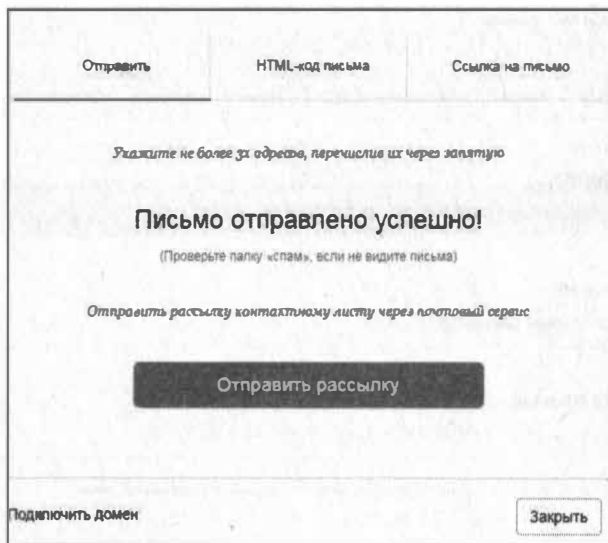 Отправить
HTML-код письма
Ссылка на письмо
Укажите не более 3х адресов, перечислив их через запятую
Письмо отправлено успешно!
(Проверьте папку «спам», если не видите письма)
Отправить рассылку контактному листу через почтовый сервис
Отправить рассылку
Подключить домен
Закрыть